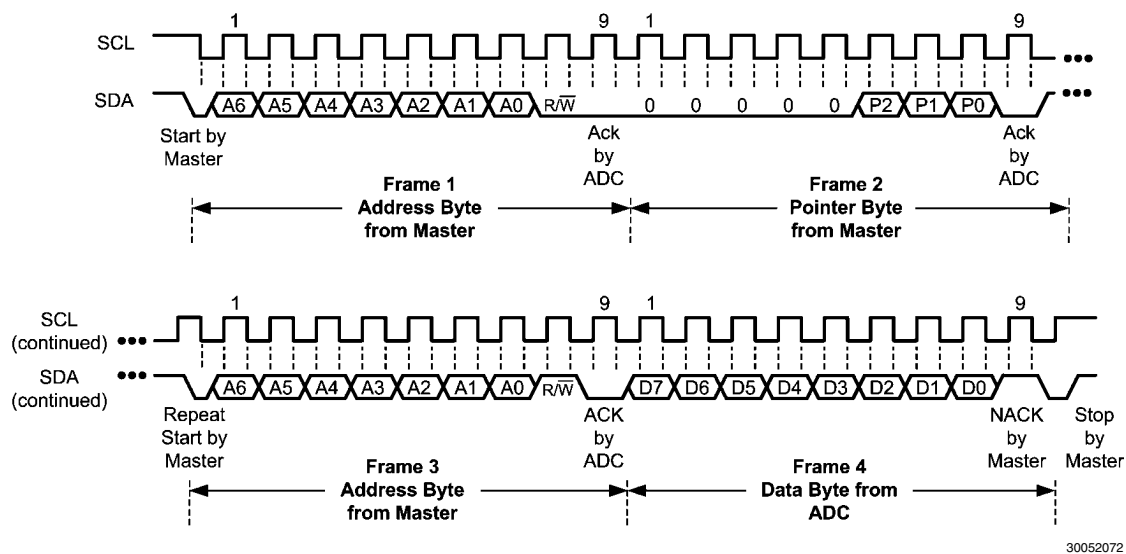 1 9 1 9
SCL
SDA A6 A5 A4 A3 A2 A1 A0 R/W̅ 0 0 0 0 0 P2 P1 P0
Start by
Master
Ack
by
ADC
Ack
by
ADC
Frame 1
Address Byte
from Master
Frame 2
Pointer Byte
from Master
1 9 1 9
SCL
(continued)
SDA
(continued)
A6 A5 A4 A3 A2 A1 A0 R/W̅ D7 D6 D5 D4 D3 D2 D1 D0
Repeat
Start by
Master
ACK
by
ADC
NACK
by
Master
Stop
by
Master
Frame 3
Address Byte
from Master
Frame 4
Data Byte from
ADC
30052072